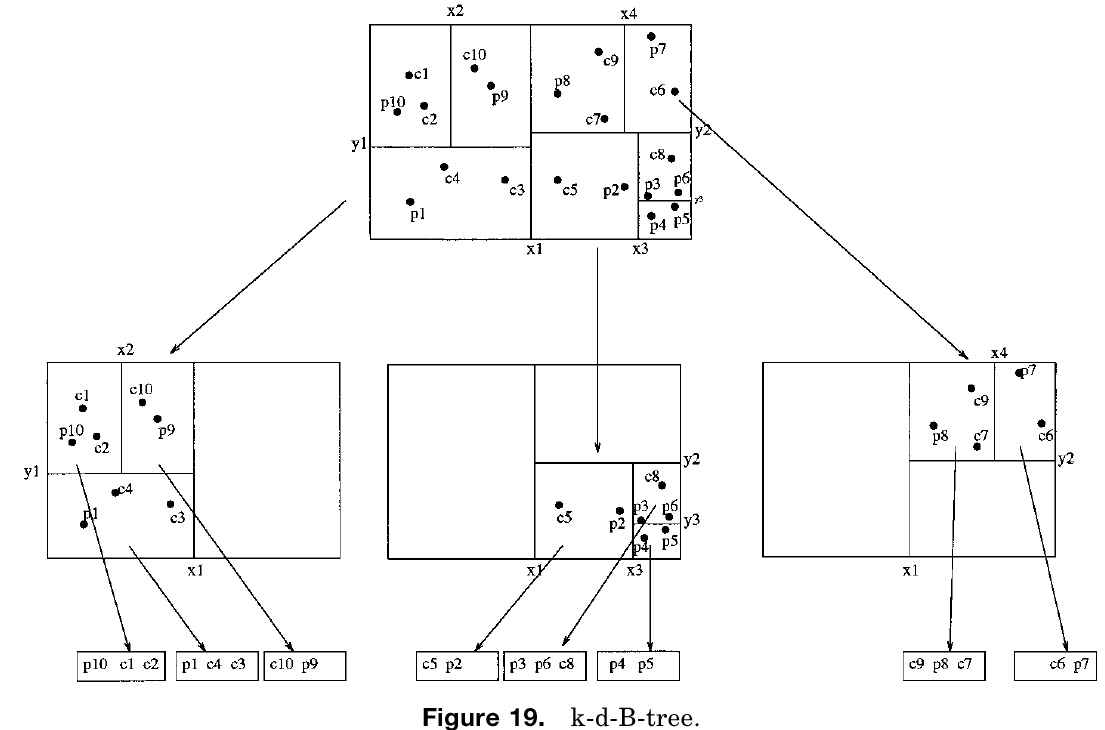 x2 x4
p7
c10 c9
c1
p8 c6
p10 p9
c2 c7
y2
y1
c8
c4
c3 c5 p2 p3 p6
y3
p1 p4 p5
x1 x3
x2 x4
p7
c1 c10 c9
p10 c2 p9 p8 c7 c6
y1 y2 y2
c8
c4 p3 p6
p1 c3 c5 p2 y3
p4 p5
x1 x1 x3 x1
p10 c1 c2 p1 c4 c3 c10 p9 c5 p2 p3 p6 c8 p4 p5 c9 p8 c7 c6 p7
Figure 19. k-d-B-tree.